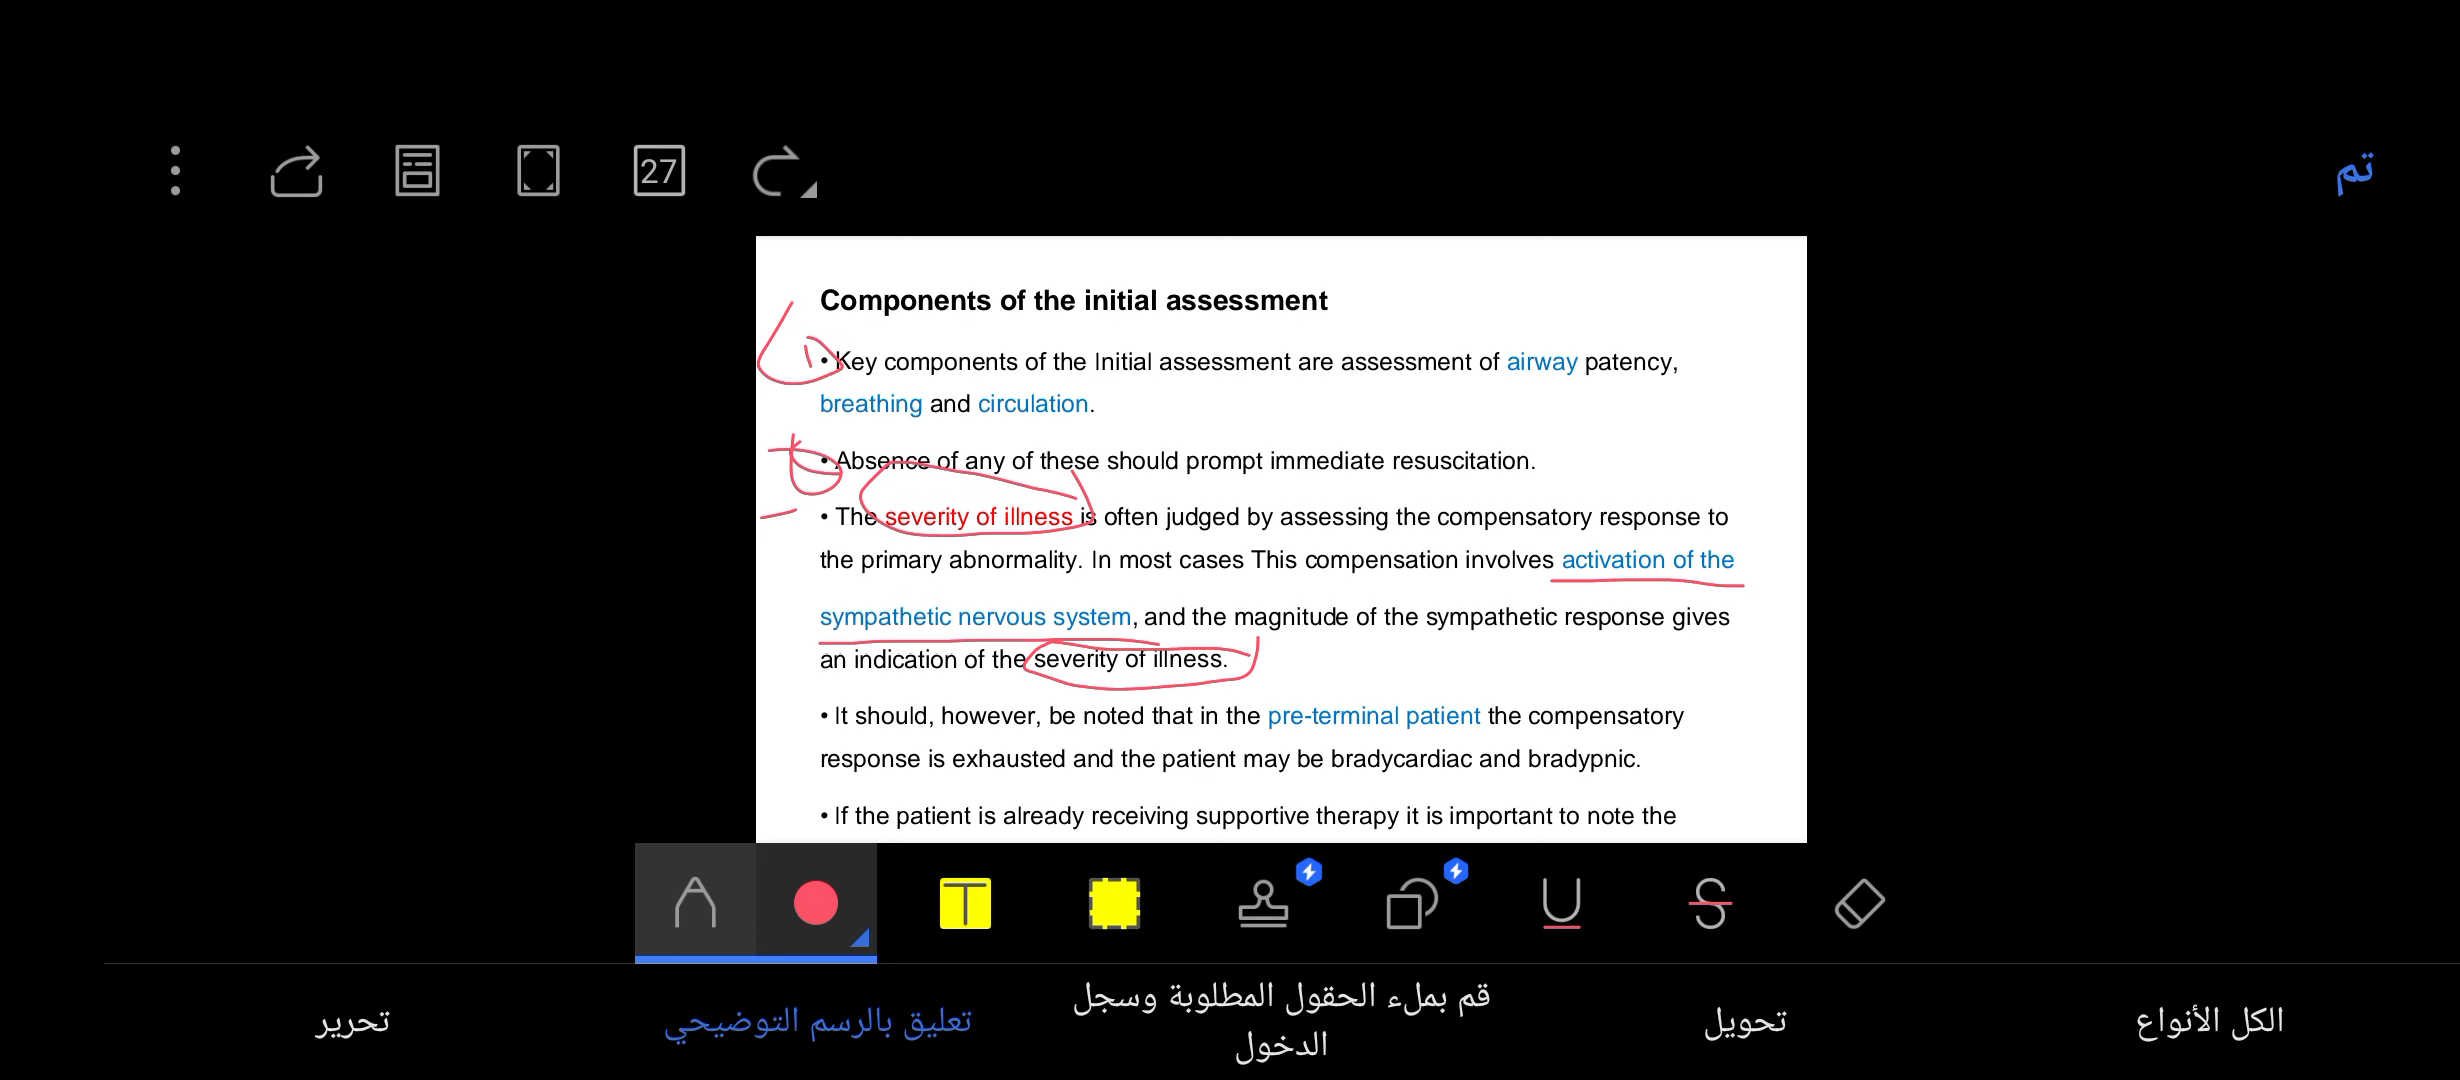 27
تم
Components of the initial assessment
• Key components of the Initial assessment are assessment of airway patency,
breathing and circulation.
• Absence of any of these should prompt immediate resuscitation.
• The severity of illness is often judged by assessing the compensatory response to
the primary abnormality. In most cases This compensation involves activation of the
sympathetic nervous system, and the magnitude of the sympathetic response gives
an indication of the severity of illness.
• It should, however, be noted that in the pre-terminal patient the compensatory
response is exhausted and the patient may be bradycardiac and bradypnic.
• If the patient is already receiving supportive therapy it is important to note the
T
U
S
الكل الأنواع
تحويل
قم بملء الحقول المطلوبة وسجل
الدخول
تعليق بالرسم التوضيحي
تحرير